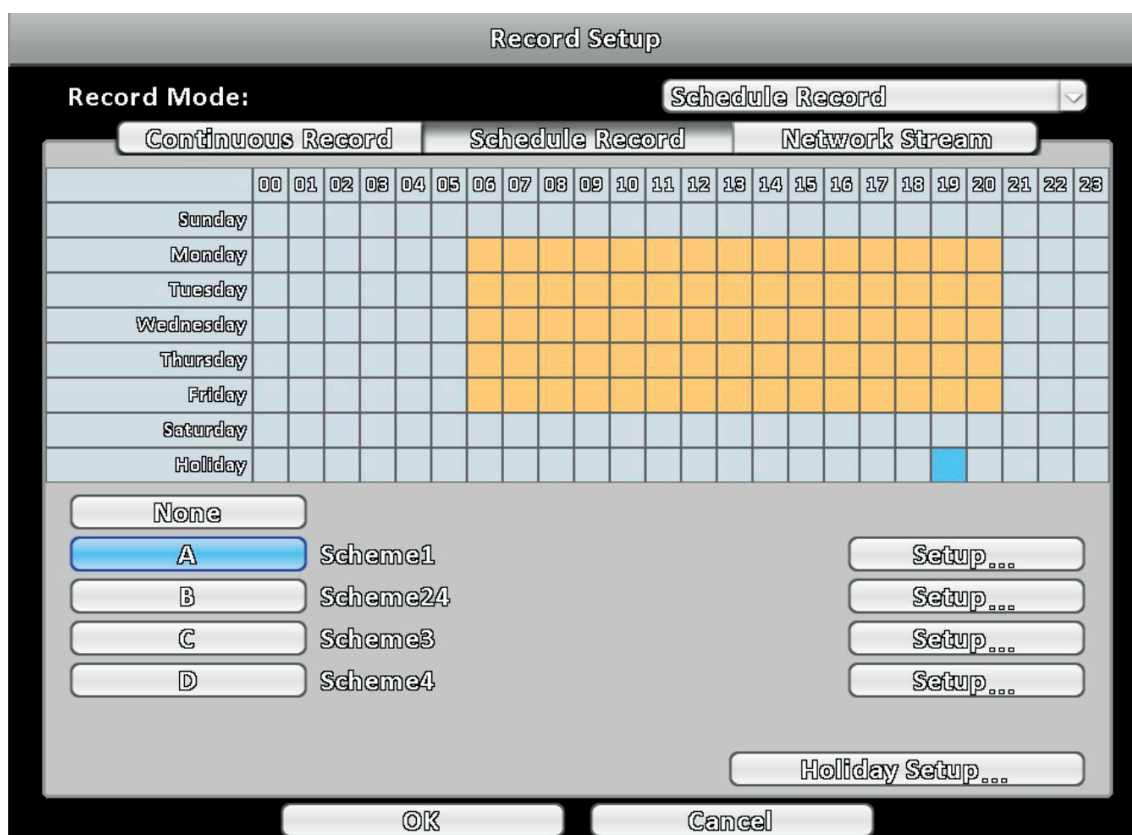 Record Setup
Record Mode: Schedule Record
Continuous Record Schedule Record Network Stream
00 01 02 03 04 05 06 07 08 09 10 11 12 13 14 15 16 17 18 19 20 21 22 23
Sunday
Monday
Tuesday
Wednesday
Thursday
Friday
Saturday
Holiday
None
A Scheme1 Setup...
B Scheme24 Setup...
C Scheme3 Setup...
D Scheme4 Setup...
Holiday Setup...
OK Cancel